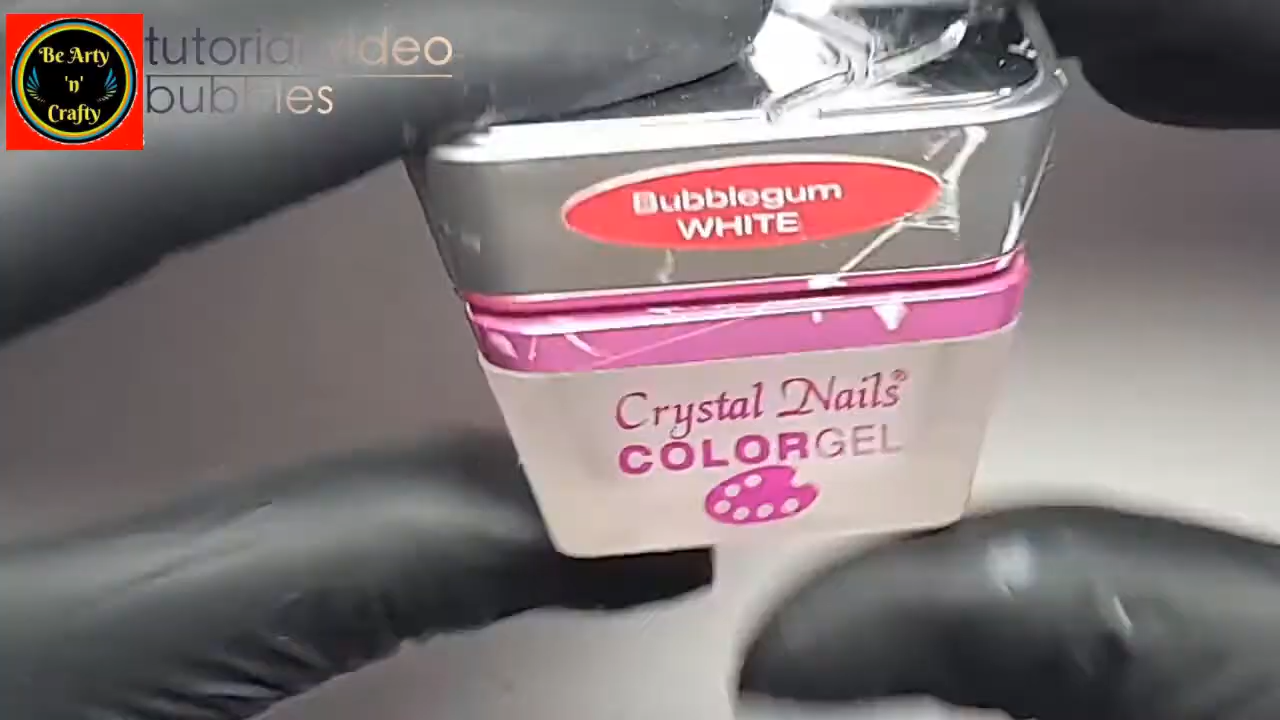 Be Arty
'n'
Crafty
tutorial video
bubbles
Bubblegum
WHITE
Crystal Nails®
COLORGEL